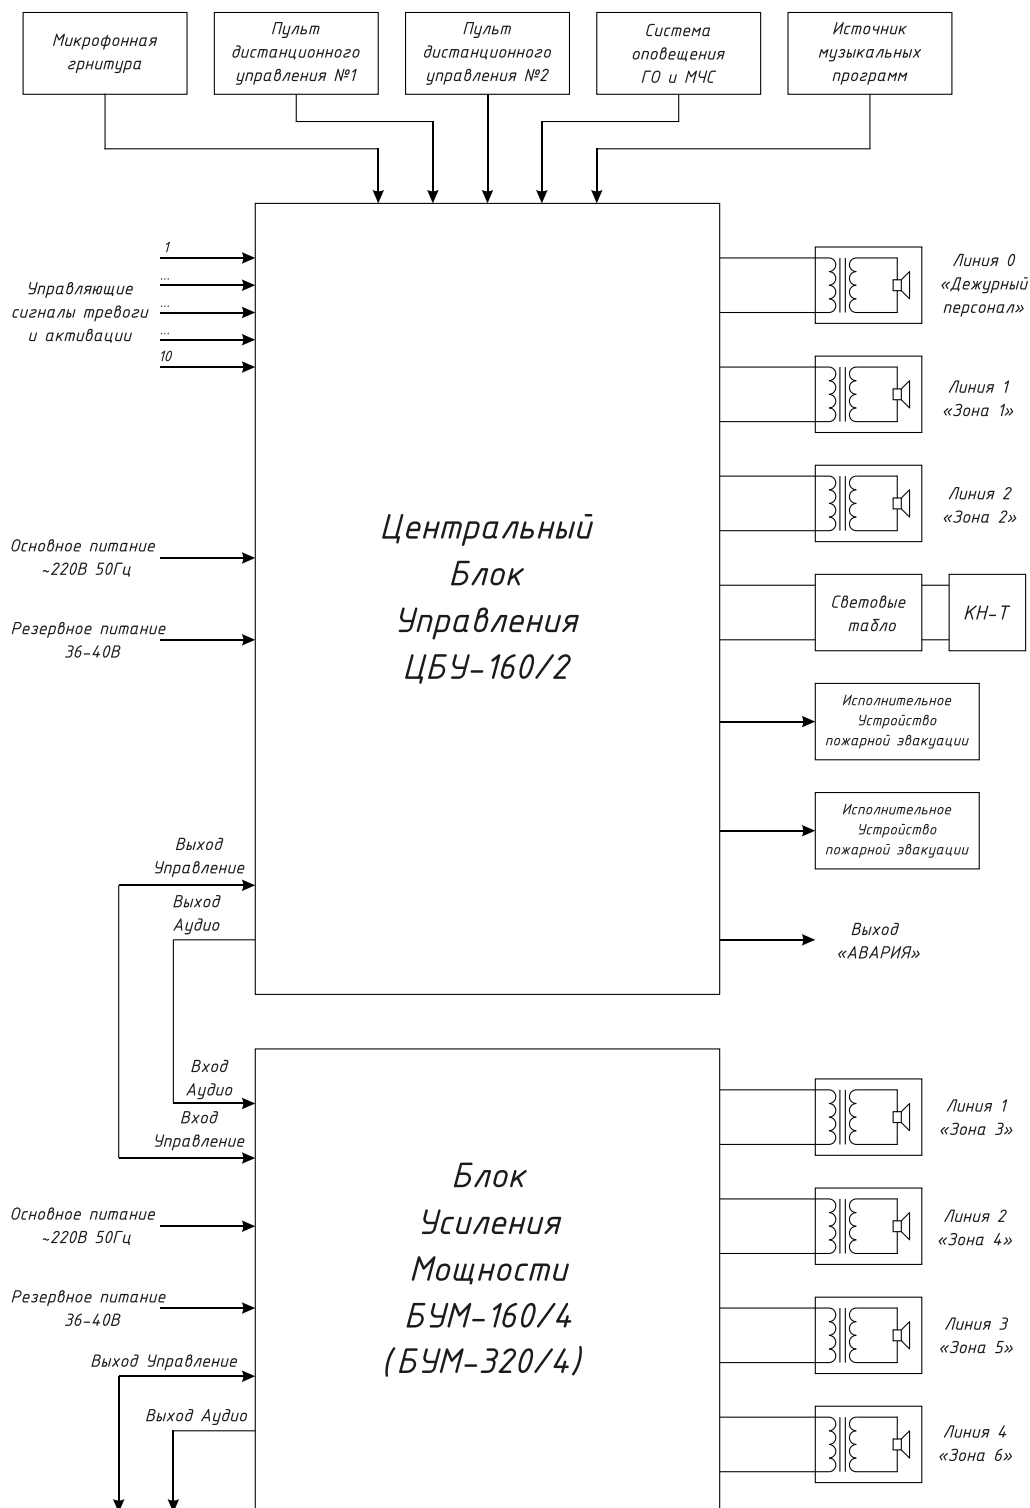 Микрофонная
грнитура
Пульт
дистанционного
управления №1
Пульт
дистанционного
управления №2
Система
оповещения
ГО и МЧС
Источник
музыкальных
программ
1
...
...
...
10
Управляющие
сигналы тревоги
и активации
Основное питание
~220В 50Гц
Резервное питание
36-40В
Центральный
Блок
Управления
ЦБУ-160/2
Линия 0
«Дежурный
персонал»
Линия 1
«Зона 1»
Линия 2
«Зона 2»
Световые
табло
КН-Т
Исполнительное
Устройство
пожарной эвакуации
Исполнительное
Устройство
пожарной эвакуации
Выход
«АВАРИЯ»
Выход
Управление
Выход
Аудио
Вход
Аудио
Вход
Управление
Основное питание
~220В 50Гц
Резервное питание
36-40В
Выход Управление
Выход Аудио
Блок
Усиления
Мощности
БУМ-160/4
(БУМ-320/4)
Линия 1
«Зона 3»
Линия 2
«Зона 4»
Линия 3
«Зона 5»
Линия 4
«Зона 6»